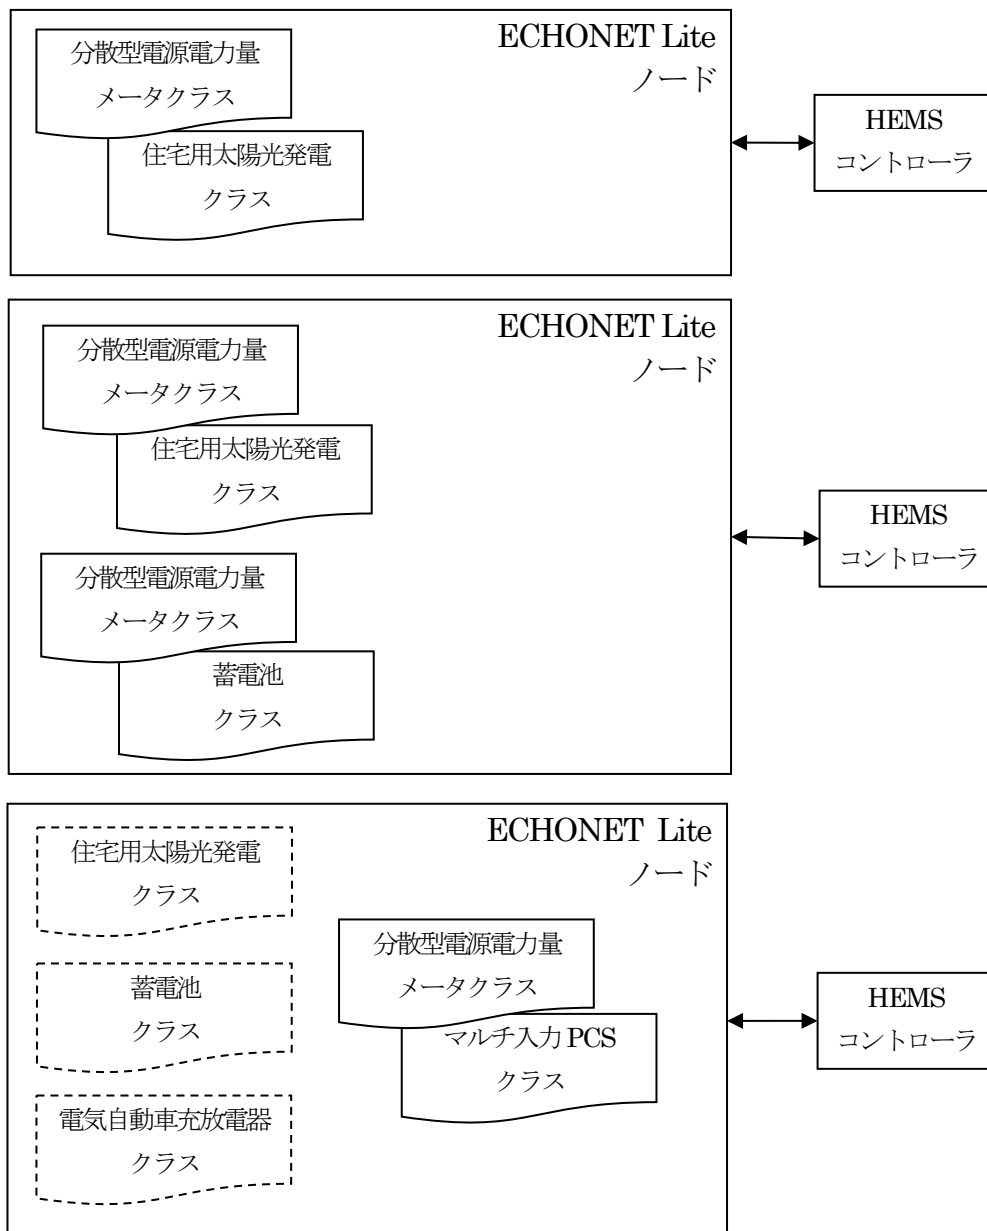 ECHONET Lite
ノード
分散型電源電力量
メータクラス
住宅用太陽光発電
クラス
HEMS
コントローラ
ECHONET Lite
ノード
分散型電源電力量
メータクラス
住宅用太陽光発電
クラス
分散型電源電力量
メータクラス
蓄電池
クラス
HEMS
コントローラ
ECHONET Lite
ノード
住宅用太陽光発電
クラス
蓄電池
クラス
電気自動車充放電器
クラス
分散型電源電力量
メータクラス
マルチ入力 PCS
クラス
HEMS
コントローラ